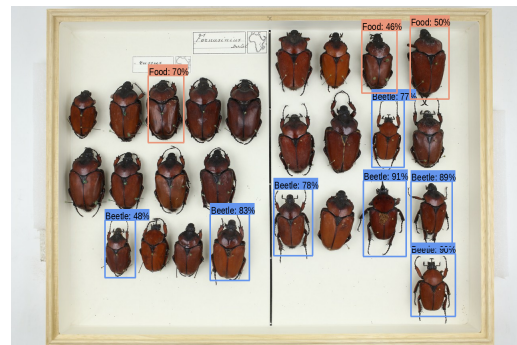 Food: 46%
Food: 50%
Food: 70%
Beetle: 77
Beetle: 78%
Beetle: 91%
Beetle: 89%
Beetle: 48%
Beetle: 83%
Beetle: 90%